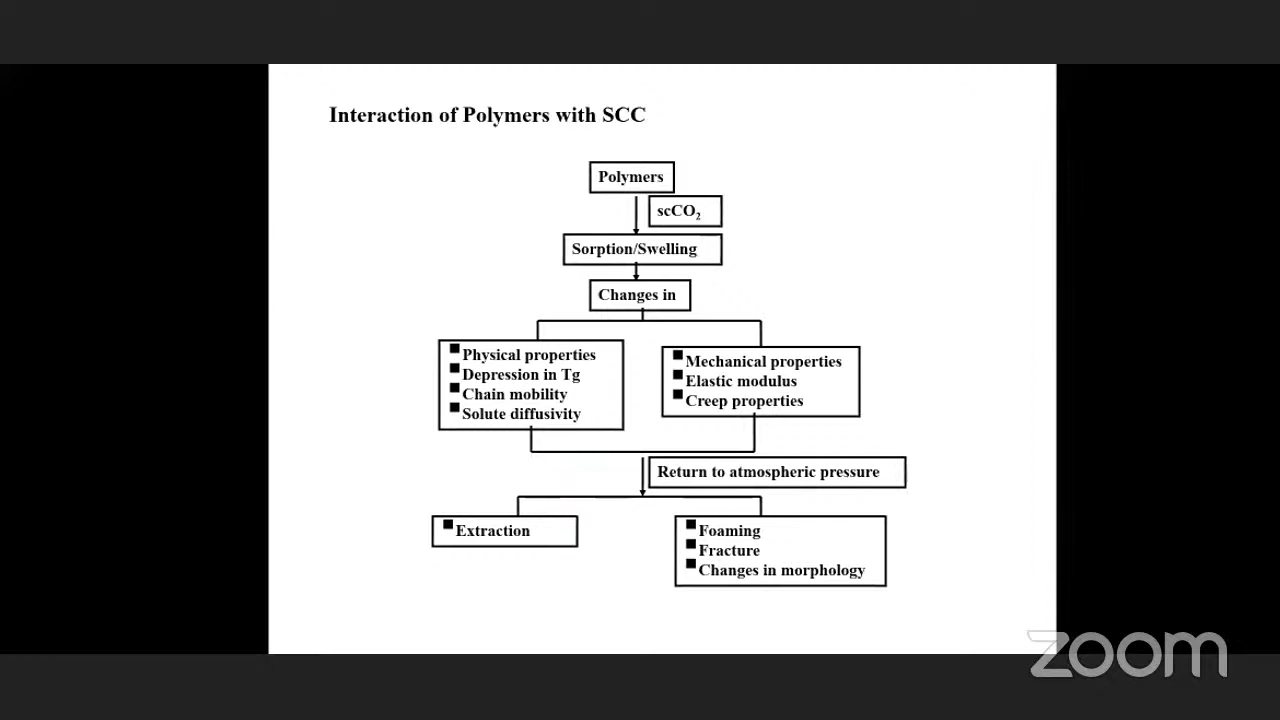 Interaction of Polymers with SCC
Polymers
scCO₂
Sorption/Swelling
Changes in
Physical properties
Depression in Tg
Chain mobility
Solute diffusivity
Mechanical properties
Elastic modulus
Creep properties
Return to atmospheric pressure
Extraction
Foaming
Fracture
Changes in morphology
zoom